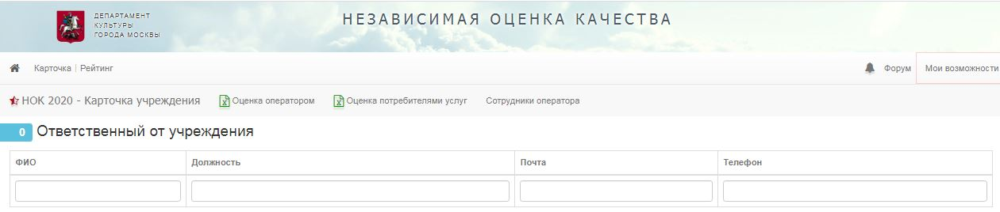 ДЕПАРТАМЕНТ
КУЛЬТУРЫ
ГОРОДА МОСКВЫ
НЕЗАВИСИМАЯ ОЦЕНКА КАЧЕСТВА
Карточка | Рейтинг
Форум
Мои возможности
НОК 2020 - Карточка учреждения
Оценка оператором
Оценка потребителями услуг
Сотрудники оператора
0 Ответственный от учреждения
ФИО
Должность
Почта
Телефон